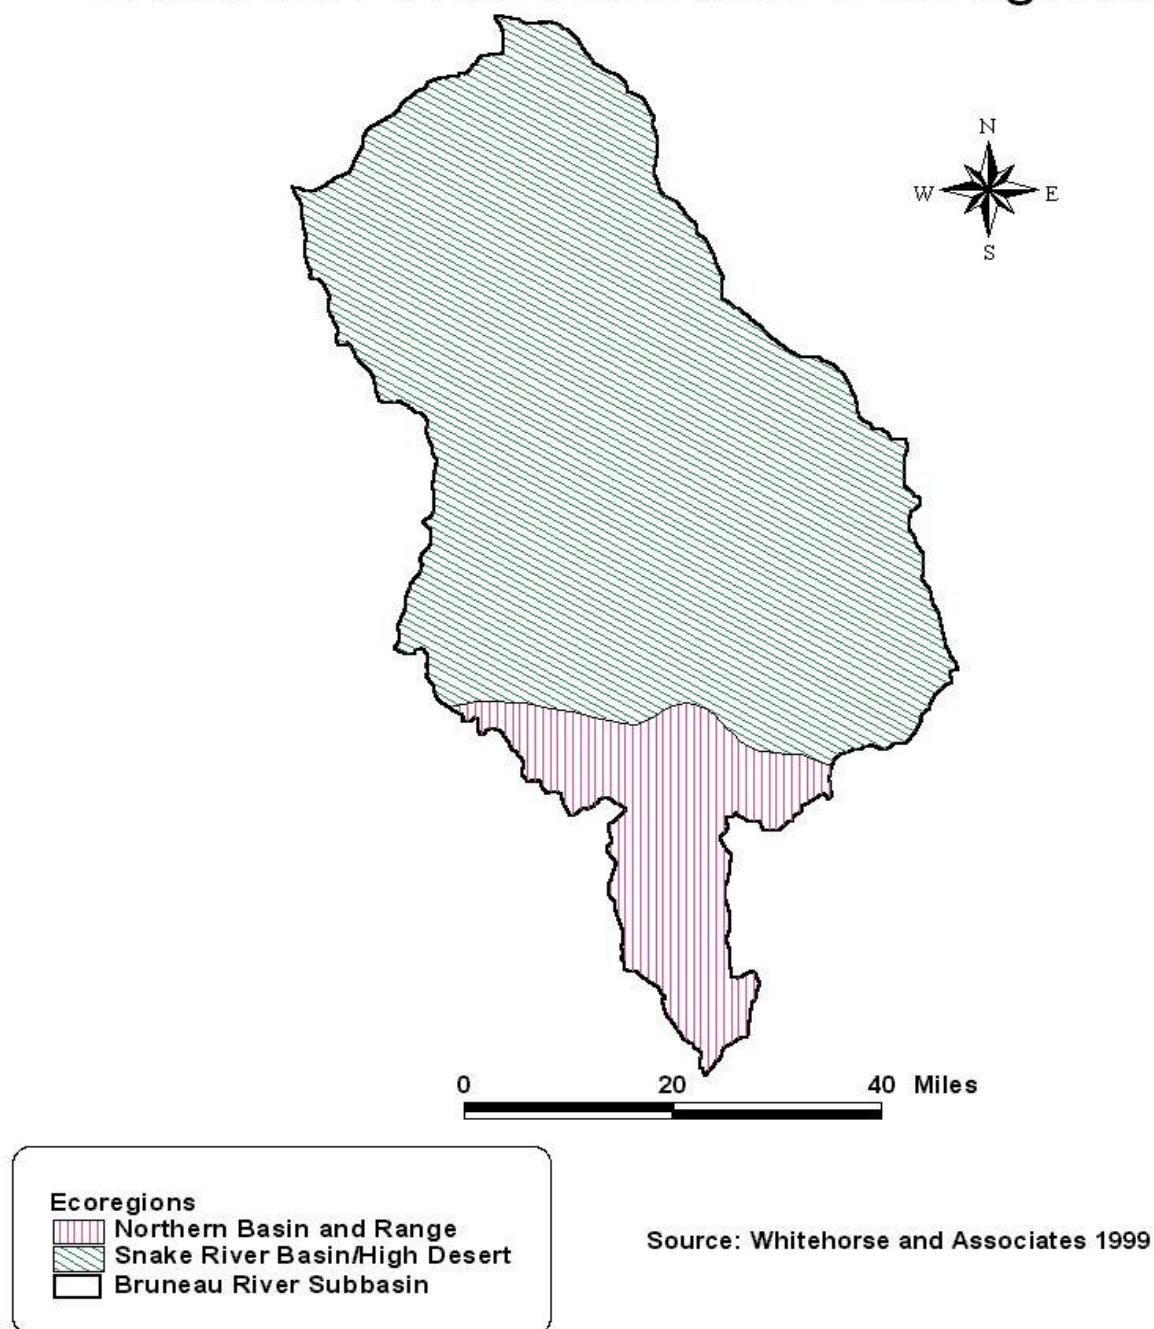 N
W E
S
0 20 40 Miles
Ecoregions
Northern Basin and Range
Snake River Basin/High Desert
Bruneau River Subbasin
Source: Whitehorse and Associates 1999